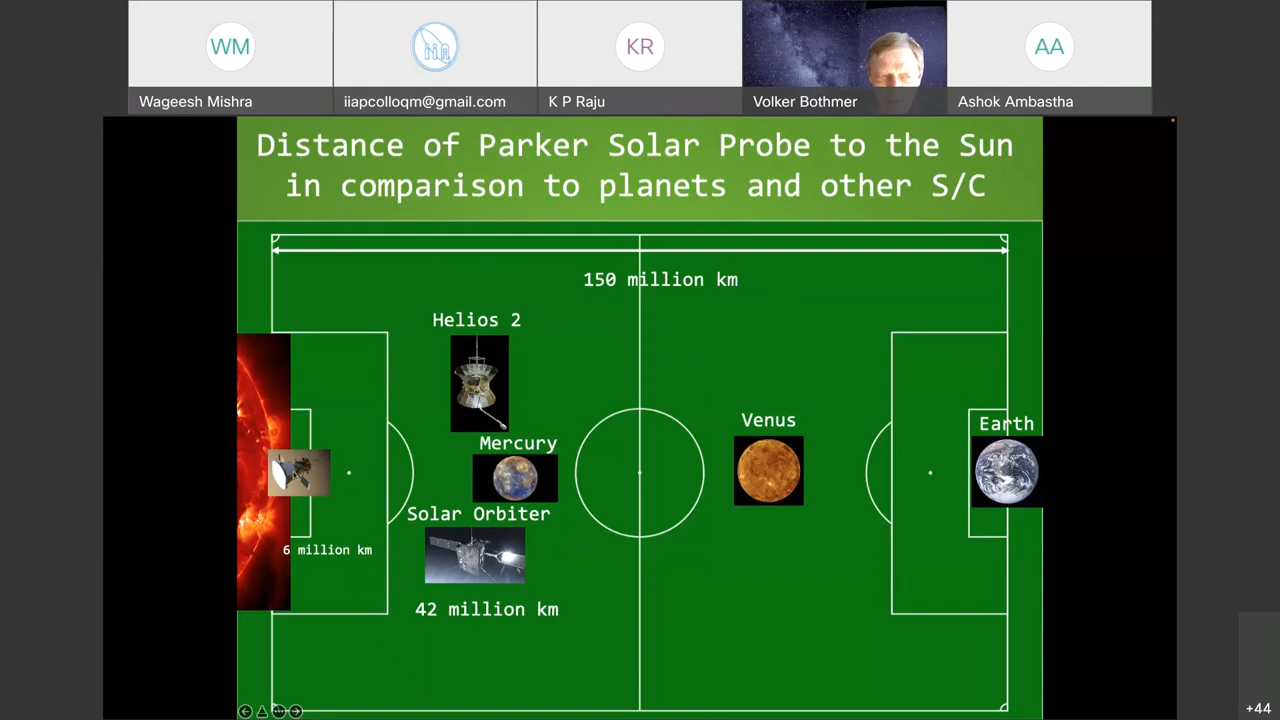 WM
iiA
KR
AA
Wageesh Mishra
iiapcolloqm@gmail.com
K P Raju
Volker Bothmer
Ashok Ambastha
Distance of Parker Solar Probe to the Sun
in comparison to planets and other S/C
150 million km
Helios 2
Venus
Earth
Mercury
Solar Orbiter
6 million km
42 million km
+44